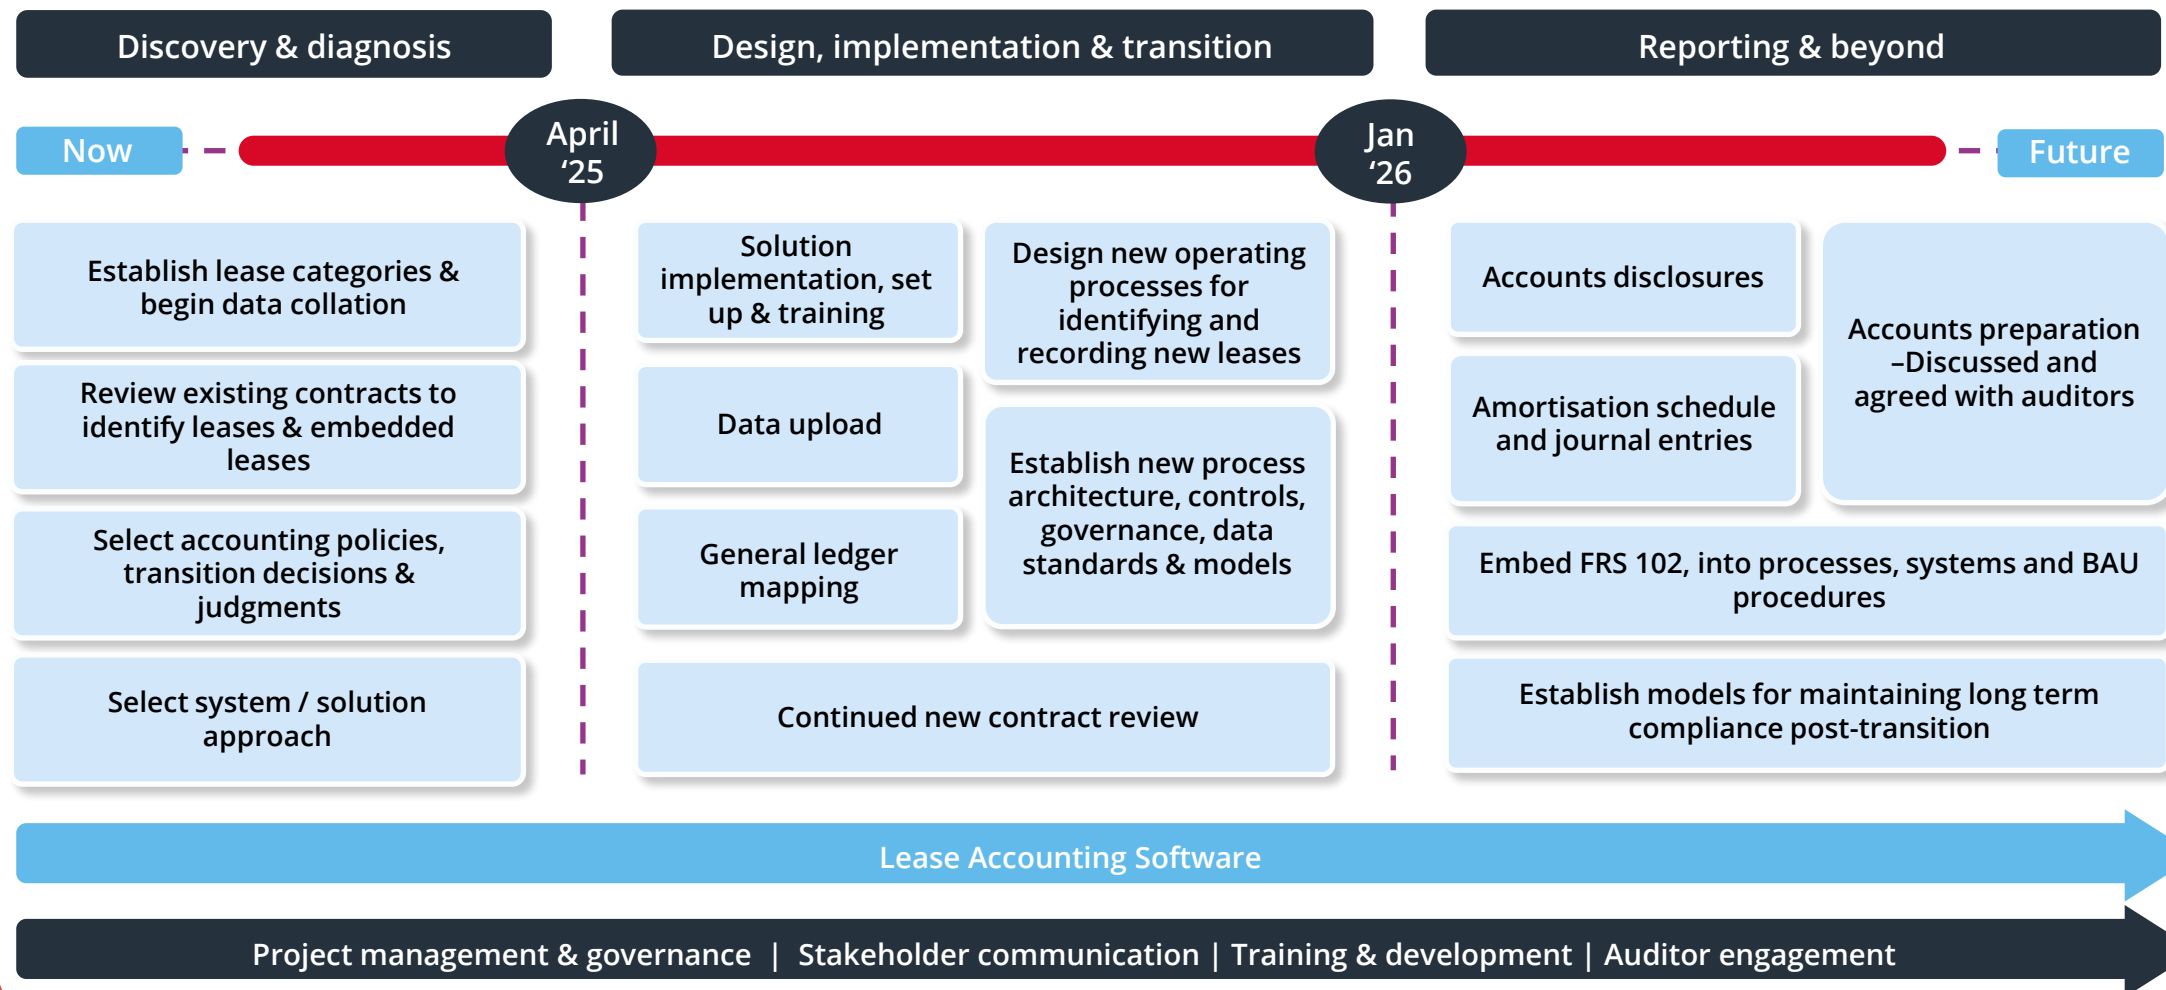 Discovery & diagnosis
Design, implementation & transition
Reporting & beyond
Now
April
‘25
Jan
‘26
Future
Establish lease categories &
begin data collation
Review existing contracts to
identify leases & embedded
leases
Select accounting policies,
transition decisions &
judgments
Select system / solution
approach
Solution
implementation, set
up & training
Data upload
General ledger
mapping
Design new operating
processes for
identifying and
recording new leases
Establish new process
architecture, controls,
governance, data
standards & models
Continued new contract review
Accounts disclosures
Amortisation schedule
and journal entries
Accounts preparation
–Discussed and
agreed with auditors
Embed FRS 102, into processes, systems and BAU
procedures
Establish models for maintaining long term
compliance post-transition
Lease Accounting Software
Project management & governance | Stakeholder communication | Training & development | Auditor engagement